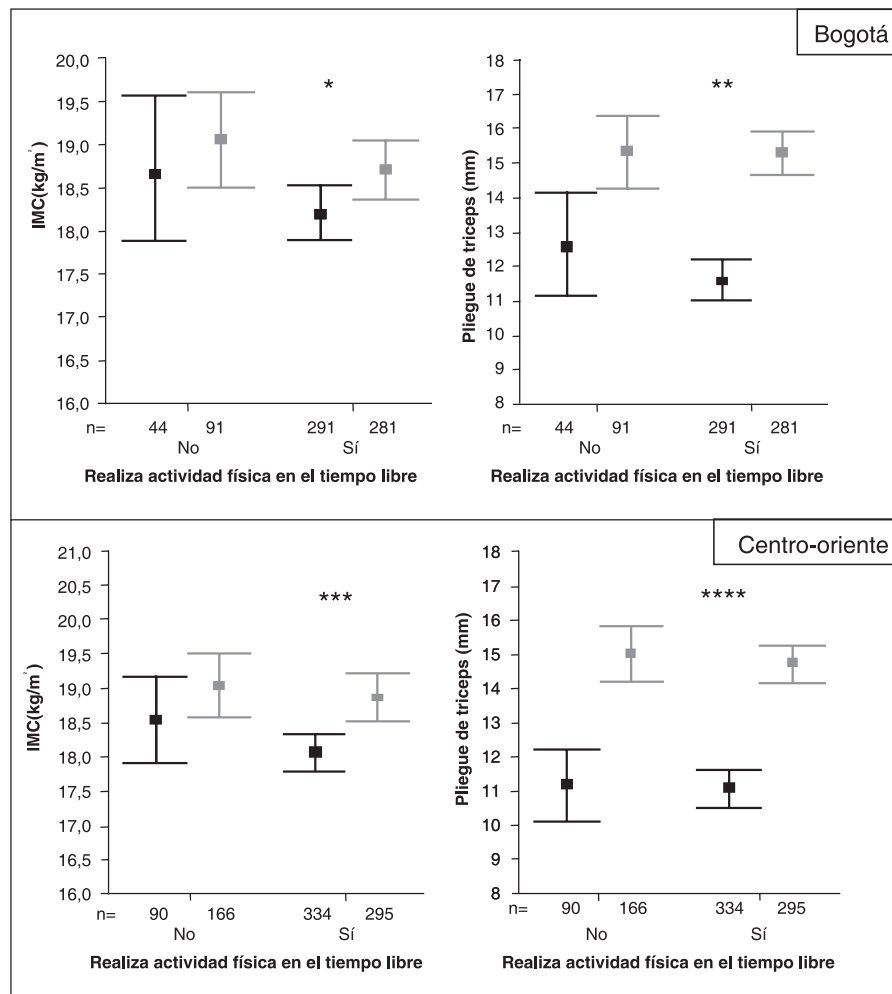 Bogotá
20,0
19,5
19,0
18,5
18,0
17,5
17,0
16,5
16,0
IMC(kg/m²)
*
n= 44 91 291 281
No Sí
Realiza actividad física en el tiempo libre
18
17
16
15
14
13
12
11
10
9
8
Pliegue de triceps (mm)
**
n= 44 91 291 281
No Sí
Realiza actividad física en el tiempo libre
Centro-oriente
21,0
20,5
20,0
19,5
19,0
18,5
18,0
17,5
17,0
16,5
16,0
IMC(kg/m²)
***
n= 90 166 334 295
No Sí
Realiza actividad física en el tiempo libre
18
17
16
15
14
13
12
11
10
9
8
Pliegue de triceps (mm)
****
n= 90 166 334 295
No Sí
Realiza actividad física en el tiempo libre